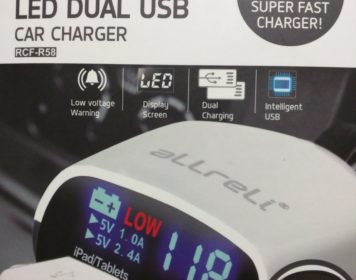 LED DUAL USB
CAR CHARGER
RCF-R58
SUPER FAST
CHARGER!
Low voltage
Warning
LED
Display
Screen
Dual
Charging
Intelligent
USB
allreli
LOW
▶5V 1.0A
▶5V 2.4A
iPad/Tablets